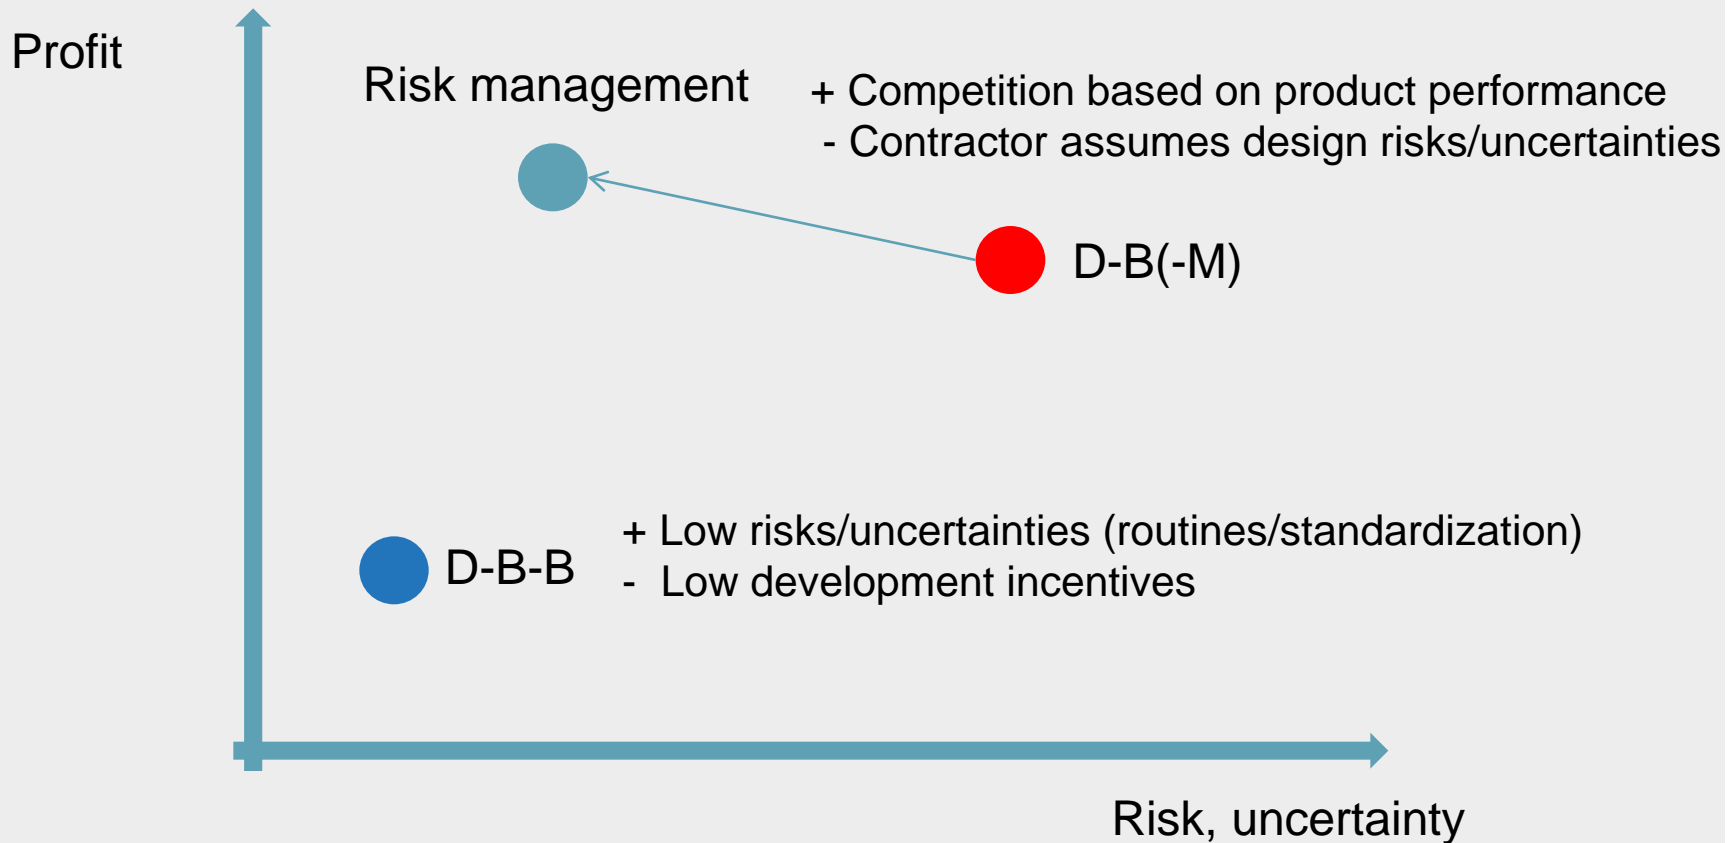 Profit
Risk management
+ Competition based on product performance
- Contractor assumes design risks/uncertainties
D-B(-M)
+ Low risks/uncertainties (routines/standardization)
D-B-B
- Low development incentives
Risk, uncertainty